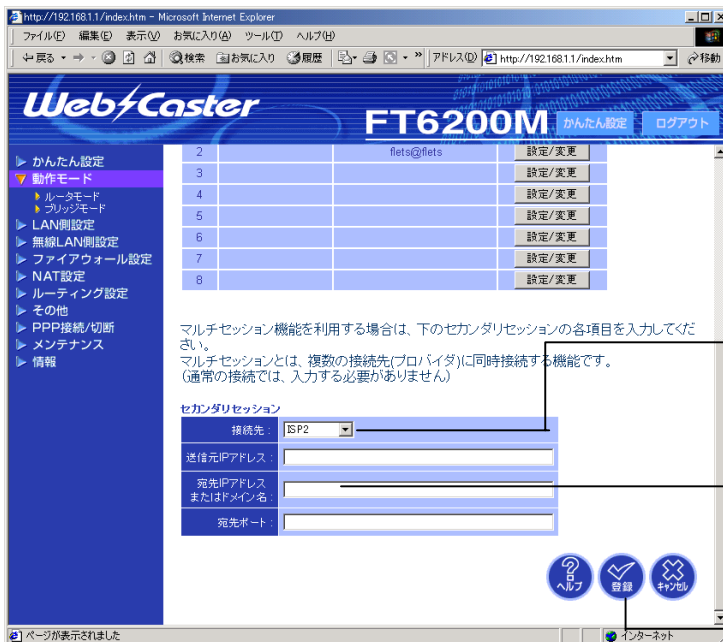 http://192.168.1.1/index.htm - Microsoft Internet Explorer
ファイル(F) 編集(E) 表示(V) お気に入り(A) ツール(T) ヘルプ(H)
戻る 検索 お気に入り 履歴 アドレス(D) http://192.168.1.1/index.htm 移動
Web Caster
FT6200M かんたん設定 ログアウト
かんたん設定
動作モード
ルータモード
ブリッジモード
LAN側設定
無線LAN側設定
ファイアウォール設定
NAT設定
ルーティング設定
その他
PPP接続/切断
メンテナンス
情報
2 flets@flets 設定/変更
3 設定/変更
4 設定/変更
5 設定/変更
6 設定/変更
7 設定/変更
8 設定/変更
マルチセッション機能を利用する場合は、下のセカンダリセッションの各項目を入力してくだ
さい。
マルチセッションとは、複数の接続先(プロバイダ)に同時接続する機能です。
(通常の接続では、入力する必要がありません)
セカンダリセッション
接続先: ISP2
送信元IPアドレス:
宛先IPアドレス
またはドメイン名:
宛先ポート:
ヘルプ 登録 キャンセル
ページが表示されました インターネット